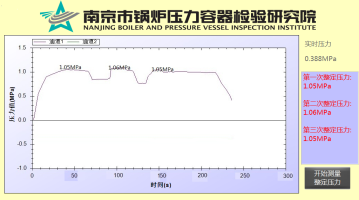 南京市锅炉压力容器检验研究院
NANJING BOILER AND PRESSURE VESSEL INSPECTION INSTITUTE
曲线1 曲线2
实时压力
0.388MPa
第一次整定压力:
1.05MPa
第二次整定压力:
1.06MPa
第三次整定压力:
1.05MPa
开始测量
整定压力
压力值(MPa)
1.5
1.0
0.5
0.0
-0.5
-1.0
1.05MPa 1.06MPa 1.05MPa
0 50 100 150 200 250 300
时间(s)